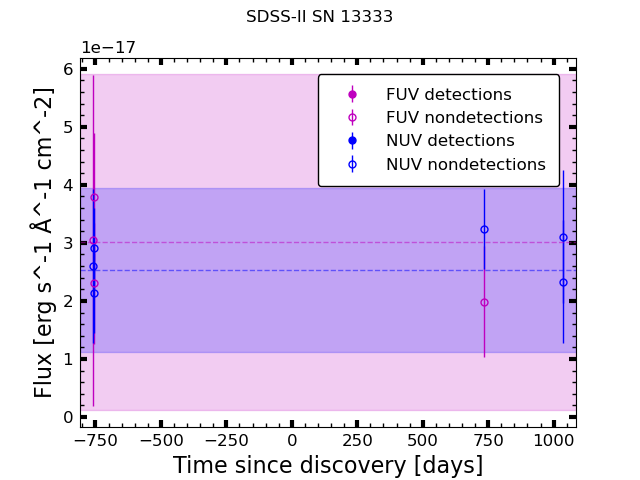 SDSS-II SN 13333
1e−17
6
5
4
3
2
1
0
Flux [erg s^-1 Å^-1 cm^-2]
FUV detections
FUV nondetections
NUV detections
NUV nondetections
−750 −500 −250 0 250 500 750 1000
Time since discovery [days]